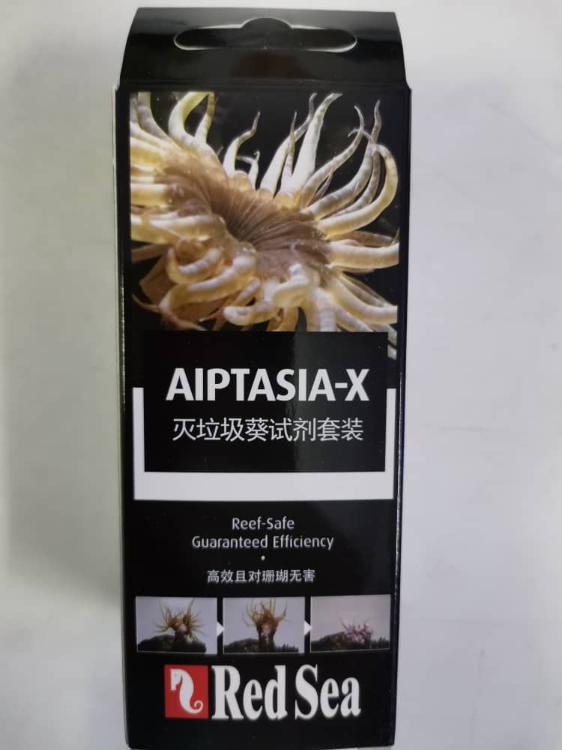 AIPTASIA-X
灭垃圾葵试剂套装
Reef-Safe
Guaranteed Efficiency
•
高效且对珊瑚无害
Red Sea